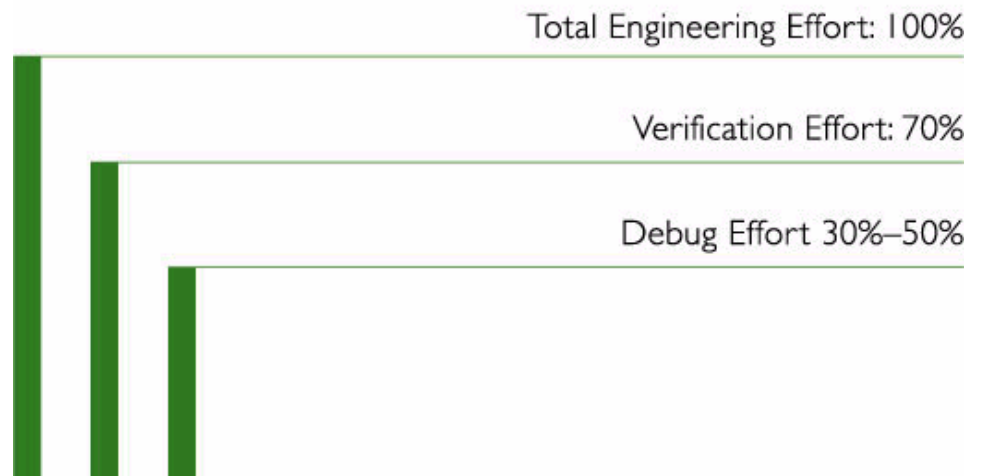 Total Engineering Effort: 100%
Verification Effort: 70%
Debug Effort 30%–50%